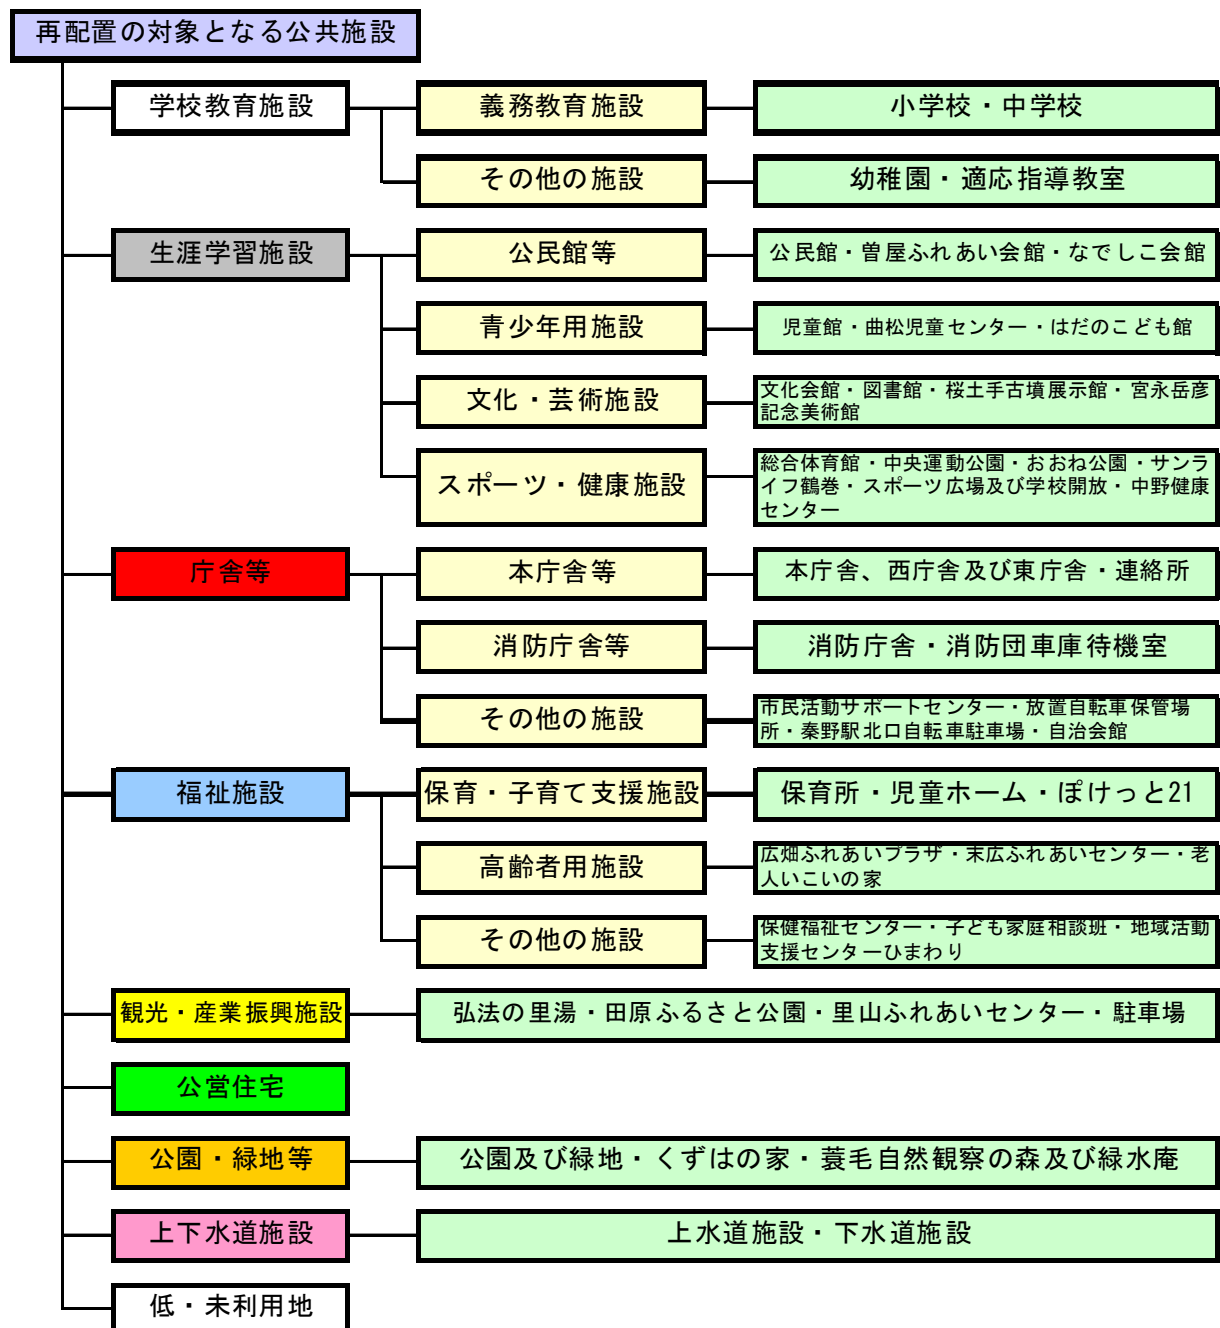 再配置の対象となる公共施設
学校教育施設
義務教育施設
小学校・中学校
その他の施設
幼稚園・適応指導教室
生涯学習施設
公民館等
公民館・曽屋ふれあい会館・なでしこ会館
青少年用施設
児童館・曲松児童センター・はだのこども館
文化・芸術施設
文化会館・図書館・桜土手古墳展示館・宮永岳彦
記念美術館
スポーツ・健康施設
総合体育館・中央運動公園・おおね公園・サンラ
イフ鶴巻・スポーツ広場及び学校開放・中野健康
センター
庁舎等
本庁舎等
本庁舎、西庁舎及び東庁舎・連絡所
消防庁舎等
消防庁舎・消防団車庫待機室
その他の施設
市民活動サポートセンター・放置自転車保管場
所・秦野駅北口自転車駐車場・自治会館
福祉施設
保育・子育て支援施設
保育所・児童ホーム・ぽけっと21
高齢者用施設
広畑ふれあいプラザ・末広ふれあいセンター・老
人いこいの家
その他の施設
保健福祉センター・子ども家庭相談班・地域活動
支援センターひまわり
観光・産業振興施設
弘法の里湯・田原ふるさと公園・里山ふれあいセンター・駐車場
公営住宅
公園・緑地等
公園及び緑地・くずはの家・蓑毛自然観察の森及び緑水庵
上下水道施設
上水道施設・下水道施設
低・未利用地